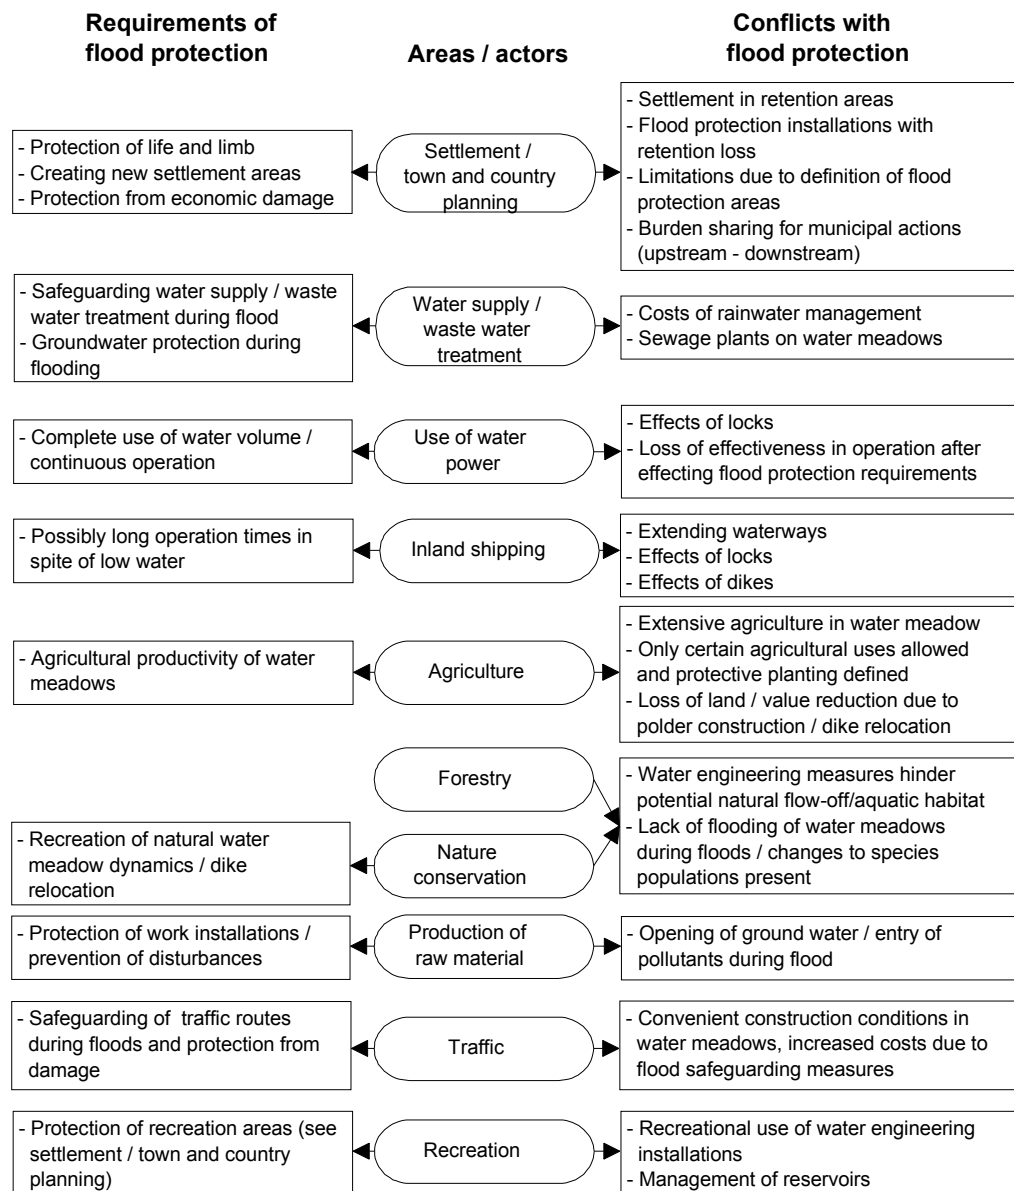 Requirements of
flood protection
Areas / actors
Conflicts with
flood protection
- Protection of life and limb
- Creating new settlement areas
- Protection from economic damage
Settlement /
town and country
planning
- Settlement in retention areas
- Flood protection installations with
retention loss
- Limitations due to definition of flood
protection areas
- Burden sharing for municipal actions
(upstream - downstream)
- Safeguarding water supply / waste
water treatment during flood
- Groundwater protection during
flooding
Water supply /
waste water
treatment
- Costs of rainwater management
- Sewage plants on water meadows
- Complete use of water volume /
continuous operation
Use of water
power
- Effects of locks
- Loss of effectiveness in operation after
effecting flood protection requirements
- Possibly long operation times in
spite of low water
Inland shipping
- Extending waterways
- Effects of locks
- Effects of dikes
- Agricultural productivity of water
meadows
Agriculture
- Extensive agriculture in water meadow
- Only certain agricultural uses allowed
and protective planting defined
- Loss of land / value reduction due to
polder construction / dike relocation
Forestry
- Water engineering measures hinder
potential natural flow-off/aquatic habitat
- Lack of flooding of water meadows
during floods / changes to species
populations present
- Recreation of natural water
meadow dynamics / dike
relocation
Nature
conservation
- Protection of work installations /
prevention of disturbances
Production of
raw material
- Opening of ground water / entry of
pollutants during flood
- Safeguarding of traffic routes
during floods and protection from
damage
Traffic
- Convenient construction conditions in
water meadows, increased costs due to
flood safeguarding measures
- Protection of recreation areas (see
settlement / town and country
planning)
Recreation
- Recreational use of water engineering
installations
- Management of reservoirs